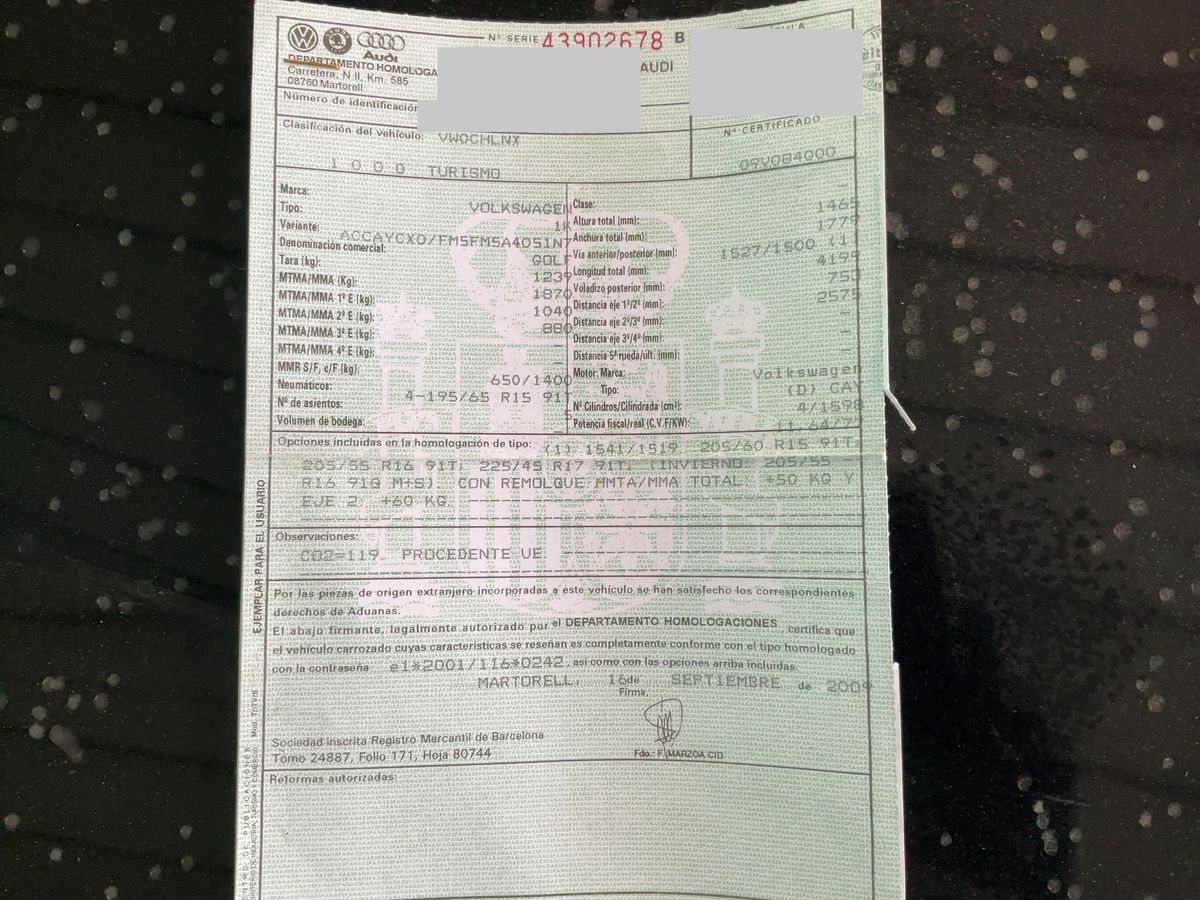 Nº SERIE 43902678 B
Audi
DEPARTAMENTO HOMOLOGA
AUDI
Carretera, N II, Km. 585
08760 Martorell
Número de identificación
Clasificación del vehículo: VWOCHLNX
Nº CERTIFICADO
1 0 0 0 TURISMO
09V084000
Marca: VOLKSWAGEN
Tipo: 1K
Variante: ACCAYCX0/FM5FM5A4051N7
Denominación comercial: GOLF
Tara (kg): 1239
MTMA/MMA (Kg): 1870
MTMA/MMA 1º E (kg): 1040
MTMA/MMA 2º E (kg): 880
MTMA/MMA 3º E (kg): -
MTMA/MMA 4º E (kg): -
MMR S/F, c/F (kg): 650/1400
Neumáticos: 4-195/65 R15 91T
Nº de asientos: 5
Volumen de bodega: -
Clase: -
Altura total (mm): 1465
Anchura total (mm): 1779
Vía anterior/posterior (mm): 1527/1500 (1)
Longitud total (mm): 4199
Voladizo posterior (mm): 753
Distancia eje 1º/2º (mm): 2575
Distancia eje 2º/3º (mm): -
Distancia eje 3º/4º (mm): -
Distancia 5ª rueda/últ. (mm): -
Motor: Marca: Volkswagen
Tipo: (D) CAY
Nº Cilindros/Cilindrada (cm³): 4/1598
Potencia fiscal/real (C.V.F/KW): 11,64/7
Opciones incluidas en la homologación de tipo: (1) 1541/1519. 205/60 R15 91T,
205/55 R16 91T, 225/45 R17 91T, (INVIERNO: 205/55
R16 91Q M+S). CON REMOLQUE MMTA/MMA TOTAL: +50 KG Y
EJE 2: +60 KG.
Observaciones:
CO2=119. PROCEDENTE UE.
Por las piezas de origen extranjero incorporadas a este vehículo se han satisfecho los correspondientes
derechos de Aduanas.
El abajo firmante, legalmente autorizado por el DEPARTAMENTO HOMOLOGACIONES, certifica que
el vehículo carrozado cuyas características se reseñan es completamente conforme con el tipo homologado
con la contraseña e1*2001/116*0242, así como con las opciones arriba incluidas.
MARTORELL, 16 de SEPTIEMBRE de 2009
Firma,
Sociedad inscrita Registro Mercantil de Barcelona
Tomo 24887, Folio 171, Hoja 80744
Fdo.: F. MARZOA CID
Reformas autorizadas:
EJEMPLAR PARA EL USUARIO